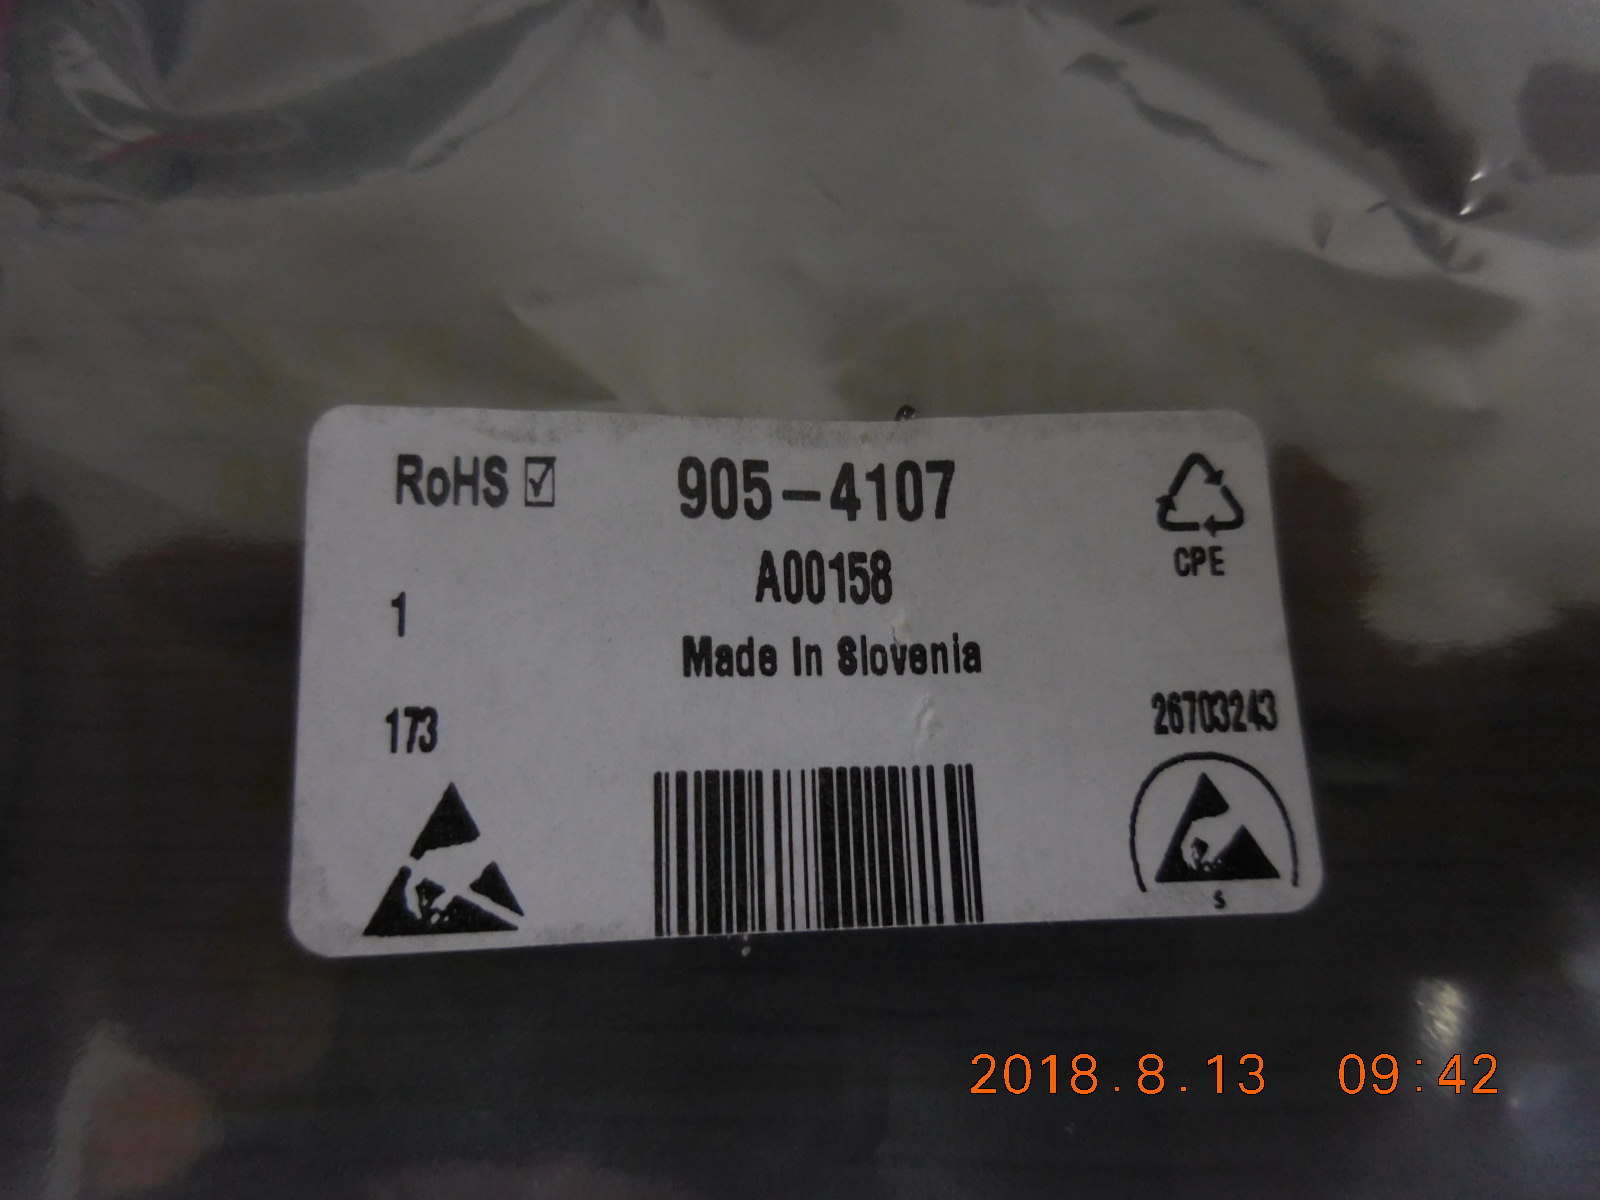 RoHS ☑ 905-4107
A00158
CPE
1
Made In Slovenia
173
26703243
S
2018.8.13 09:42